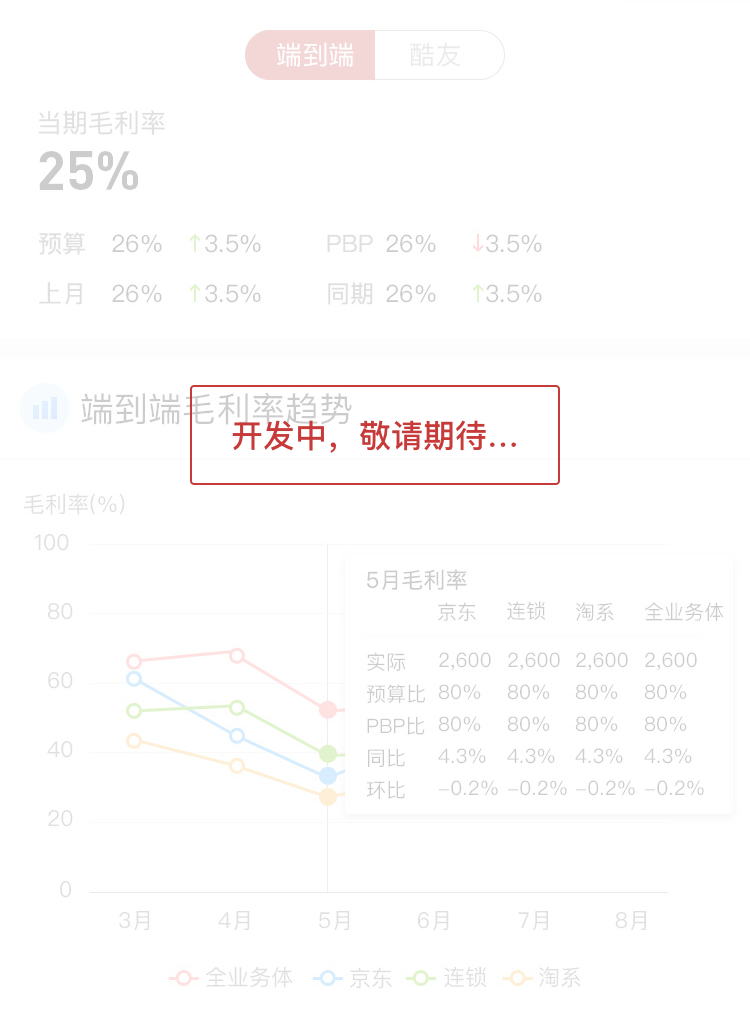 端到端 酷友
当期毛利率
25%
预算 26% ↑3.5% PBP 26% ↓3.5%
上月 26% ↑3.5% 同期 26% ↑3.5%
端到端毛利率趋势
开发中，敬请期待...
毛利率(%)
100
80
60
40
20
0
5月毛利率
京东 连锁 淘系 全业务体
实际 2,600 2,600 2,600 2,600
预算比 80% 80% 80% 80%
PBP比 80% 80% 80% 80%
同比 4.3% 4.3% 4.3% 4.3%
环比 −0.2% −0.2% −0.2% −0.2%
3月 4月 5月 6月 7月 8月
全业务体 京东 连锁 淘系